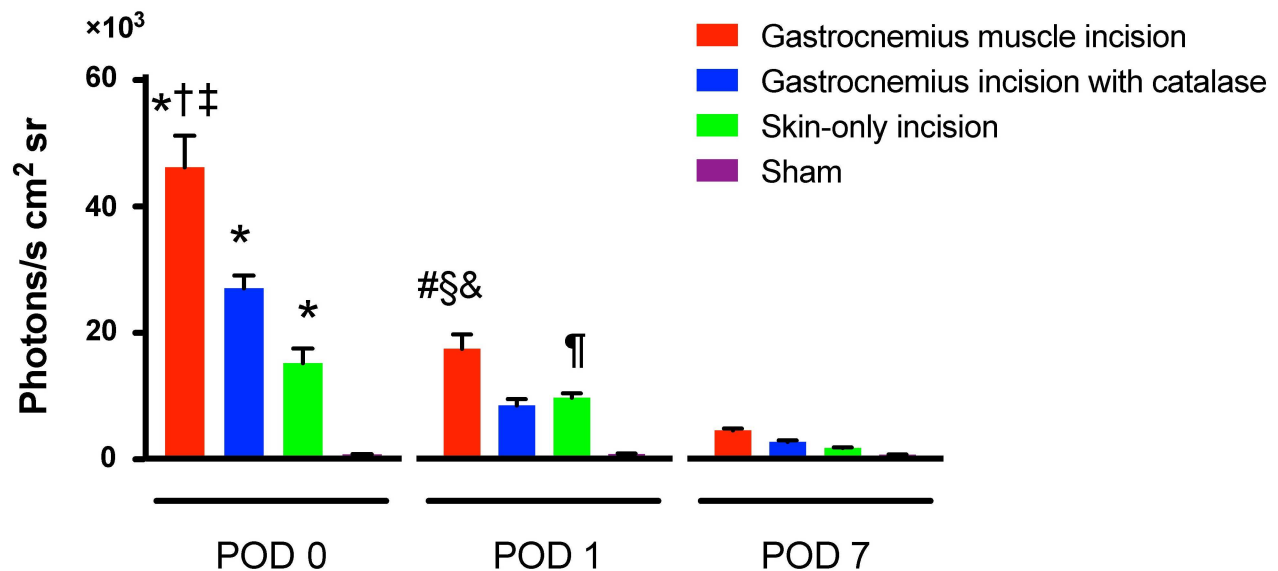 ×10³
Photons/s cm² sr
60
40
20
0
*†‡
*
*
#§&
¶
POD 0
POD 1
POD 7
Gastrocnemius muscle incision
Gastrocnemius incision with catalase
Skin-only incision
Sham